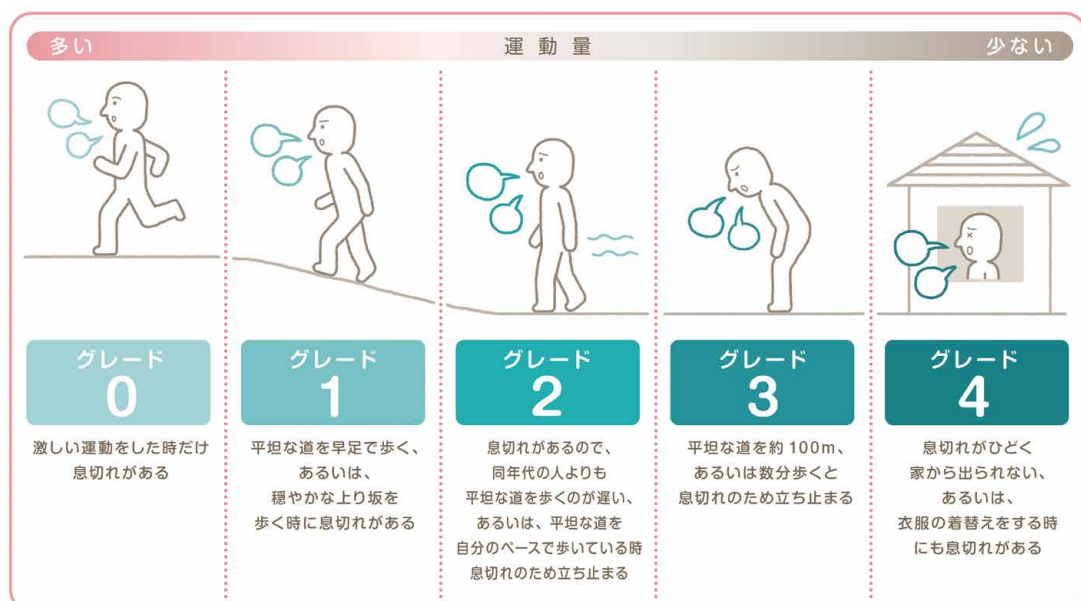 多い 運動量 少ない
グレード
0
激しい運動をした時だけ
息切れがある
グレード
1
平坦な道を早足で歩く、
あるいは、
穏やかな上り坂を
歩く時に息切れがある
グレード
2
息切れがあるので、
同年代の人よりも
平坦な道を歩くのが遅い、
あるいは、平坦な道を
自分のペースで歩いている時
息切れのため立ち止まる
グレード
3
平坦な道を約100m、
あるいは数分歩くと
息切れのため立ち止まる
グレード
4
息切れがひどく
家から出られない、
あるいは、
衣服の着替えをする時
にも息切れがある